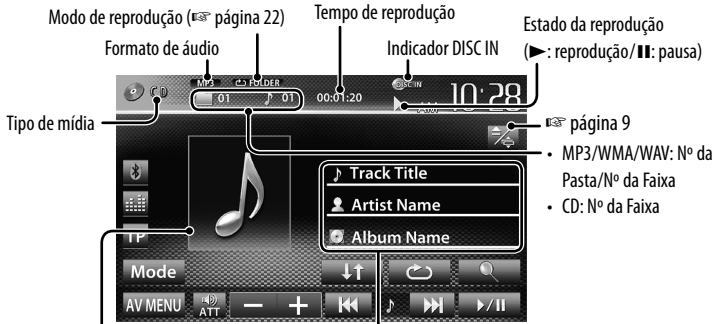 Modo de reprodução (☞ página 22)
Tempo de reprodução
Estado da reprodução
(►: reprodução/❚❚: pausa)
Formato de áudio
Indicador DISC IN
MP3
FOLDER
DISC IN
CD
01 ♪ 01
00:01:20
AM 10:28
Tipo de mídia
☞ página 9
• MP3/WMA/WAV: Nº da
Pasta/Nº da Faixa
• CD: Nº da Faixa
Track Title
Artist Name
Album Name
TP
Mode
AV MENU
ATT